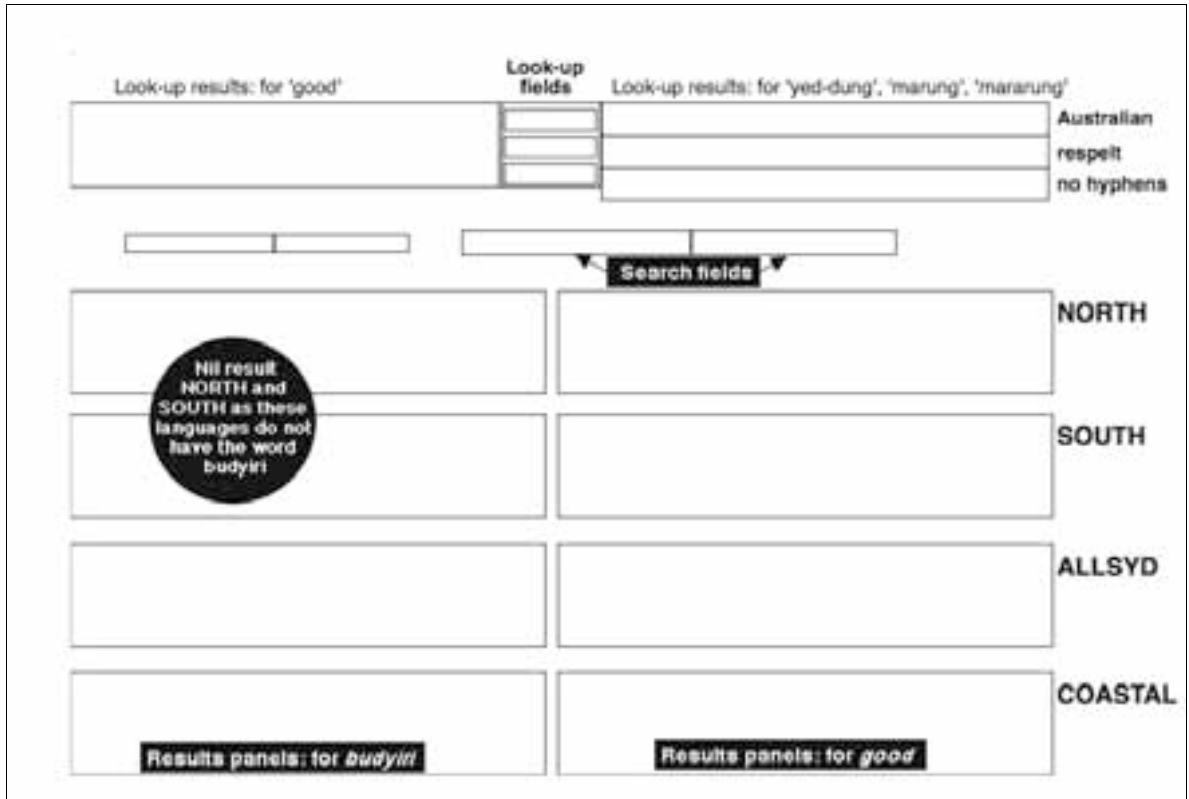 Look-up
fields
Look-up results: for 'good'
Look-up results: for 'yed-dung', 'marung', 'mararung'
Australian
respelt
no hyphens
Search fields
NORTH
Nil result
NORTH and
SOUTH as these
languages do not
have the word
budyiri
SOUTH
ALLSYD
COASTAL
Results panels: for budyiri
Results panels: for good